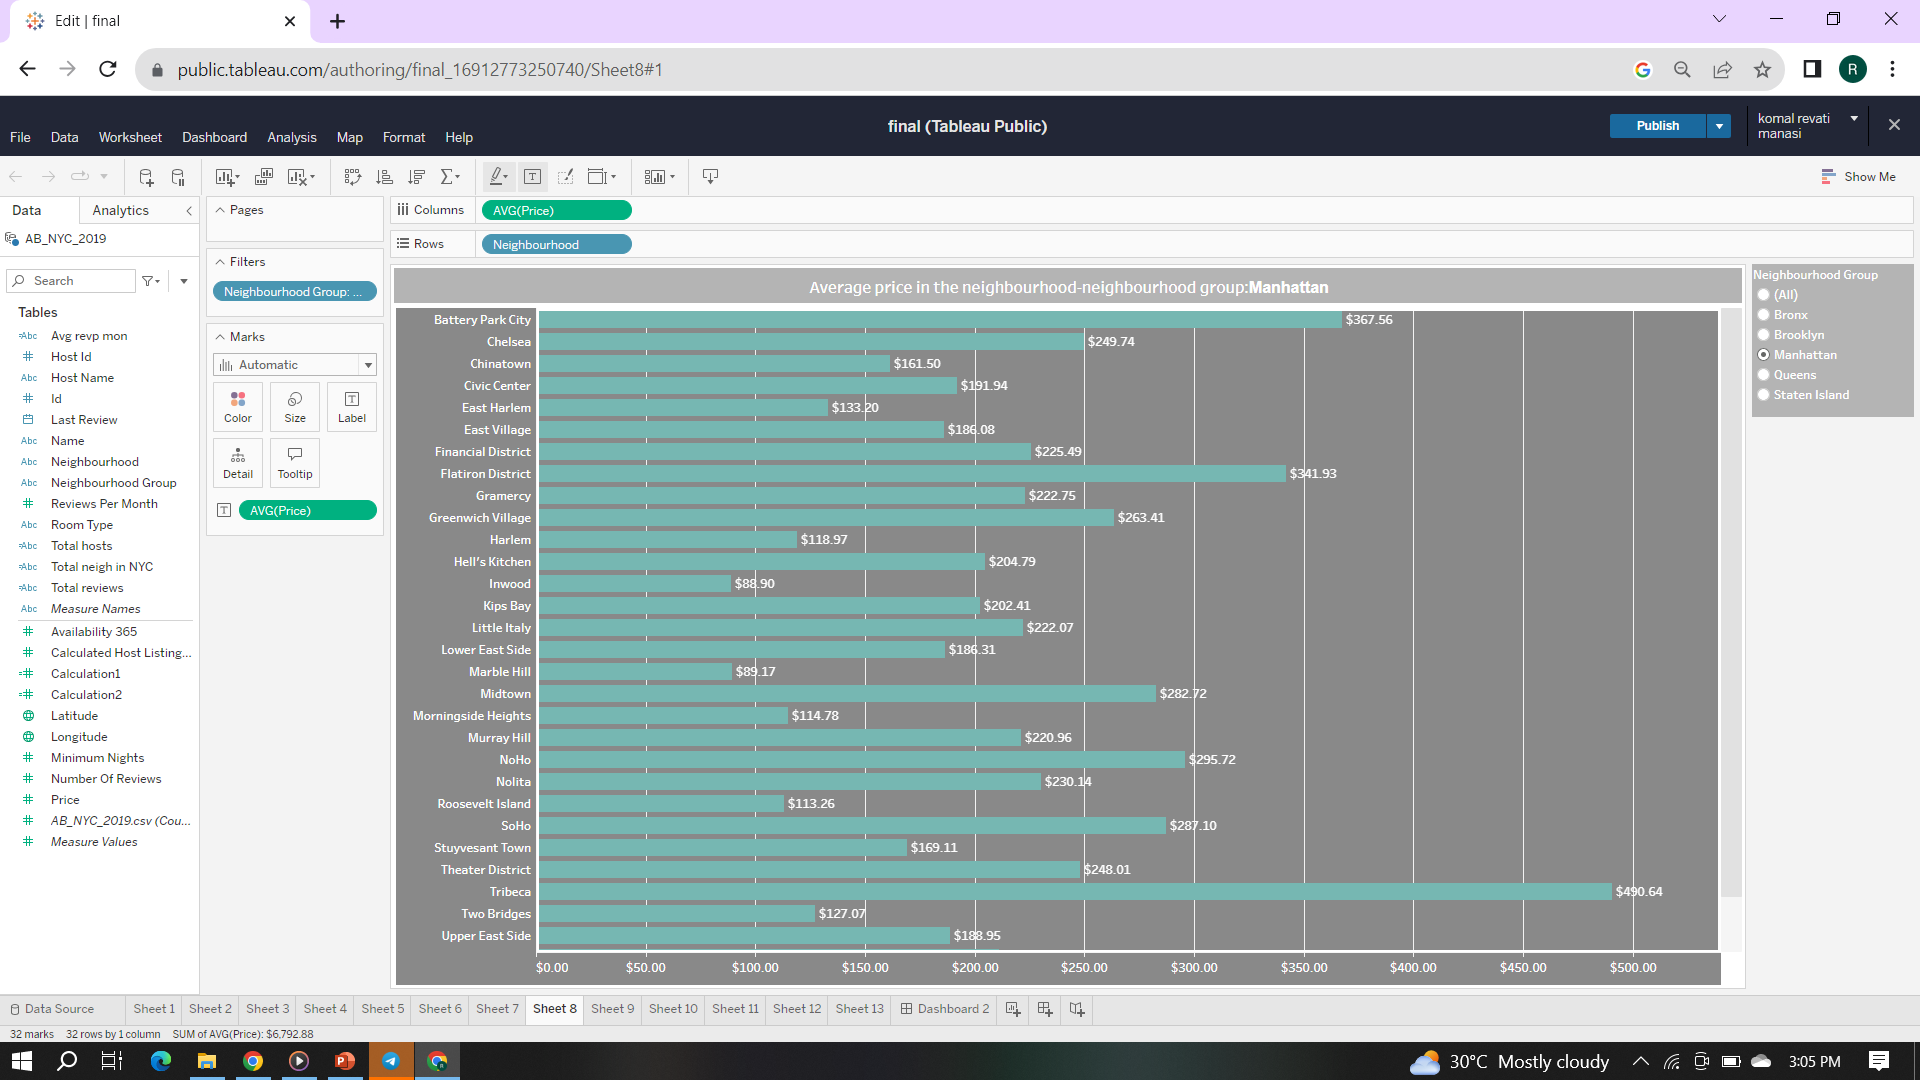 Edit | final
public.tableau.com/authoring/final_16912773250740/Sheet8#1
R
File Data Worksheet Dashboard Analysis Map Format Help
final (Tableau Public)
Publish
komal revati
manasi
Show Me
Data
Analytics
AB_NYC_2019
Search
Tables
Abc Avg revp mon
Host Id
Abc Host Name
Id
Last Review
Abc Name
Abc Neighbourhood
Abc Neighbourhood Group
Reviews Per Month
Abc Room Type
Abc Total hosts
Abc Total neigh in NYC
Abc Total reviews
Abc Measure Names
Availability 365
Calculated Host Listing...
Calculation1
Calculation2
Latitude
Longitude
Minimum Nights
Number Of Reviews
Price
AB_NYC_2019.csv (Cou...
Measure Values
Pages
Filters
Neighbourhood Group: ...
Marks
Automatic
Color
Size
Label
Detail
Tooltip
AVG(Price)
Columns
AVG(Price)
Rows
Neighbourhood
Average price in the neighbourhood-neighbourhood group:Manhattan
Battery Park City $367.56
Chelsea $249.74
Chinatown $161.50
Civic Center $191.94
East Harlem $133.20
East Village $186.08
Financial District $225.49
Flatiron District $341.93
Gramercy $222.75
Greenwich Village $263.41
Harlem $118.97
Hell's Kitchen $204.79
Inwood $88.90
Kips Bay $202.41
Little Italy $222.07
Lower East Side $186.31
Marble Hill $89.17
Midtown $282.72
Morningside Heights $114.78
Murray Hill $220.96
NoHo $295.72
Nolita $230.14
Roosevelt Island $113.26
SoHo $287.10
Stuyvesant Town $169.11
Theater District $248.01
Tribeca $490.64
Two Bridges $127.07
Upper East Side $188.95
$0.00 $50.00 $100.00 $150.00 $200.00 $250.00 $300.00 $350.00 $400.00 $450.00 $500.00
Neighbourhood Group
(All)
Bronx
Brooklyn
Manhattan
Queens
Staten Island
Data Source Sheet 1 Sheet 2 Sheet 3 Sheet 4 Sheet 5 Sheet 6 Sheet 7 Sheet 8 Sheet 9 Sheet 10 Sheet 11 Sheet 12 Sheet 13 Dashboard 2
32 marks 32 rows by 1 column SUM of AVG(Price): $6,792.88
30°C Mostly cloudy
3:05 PM